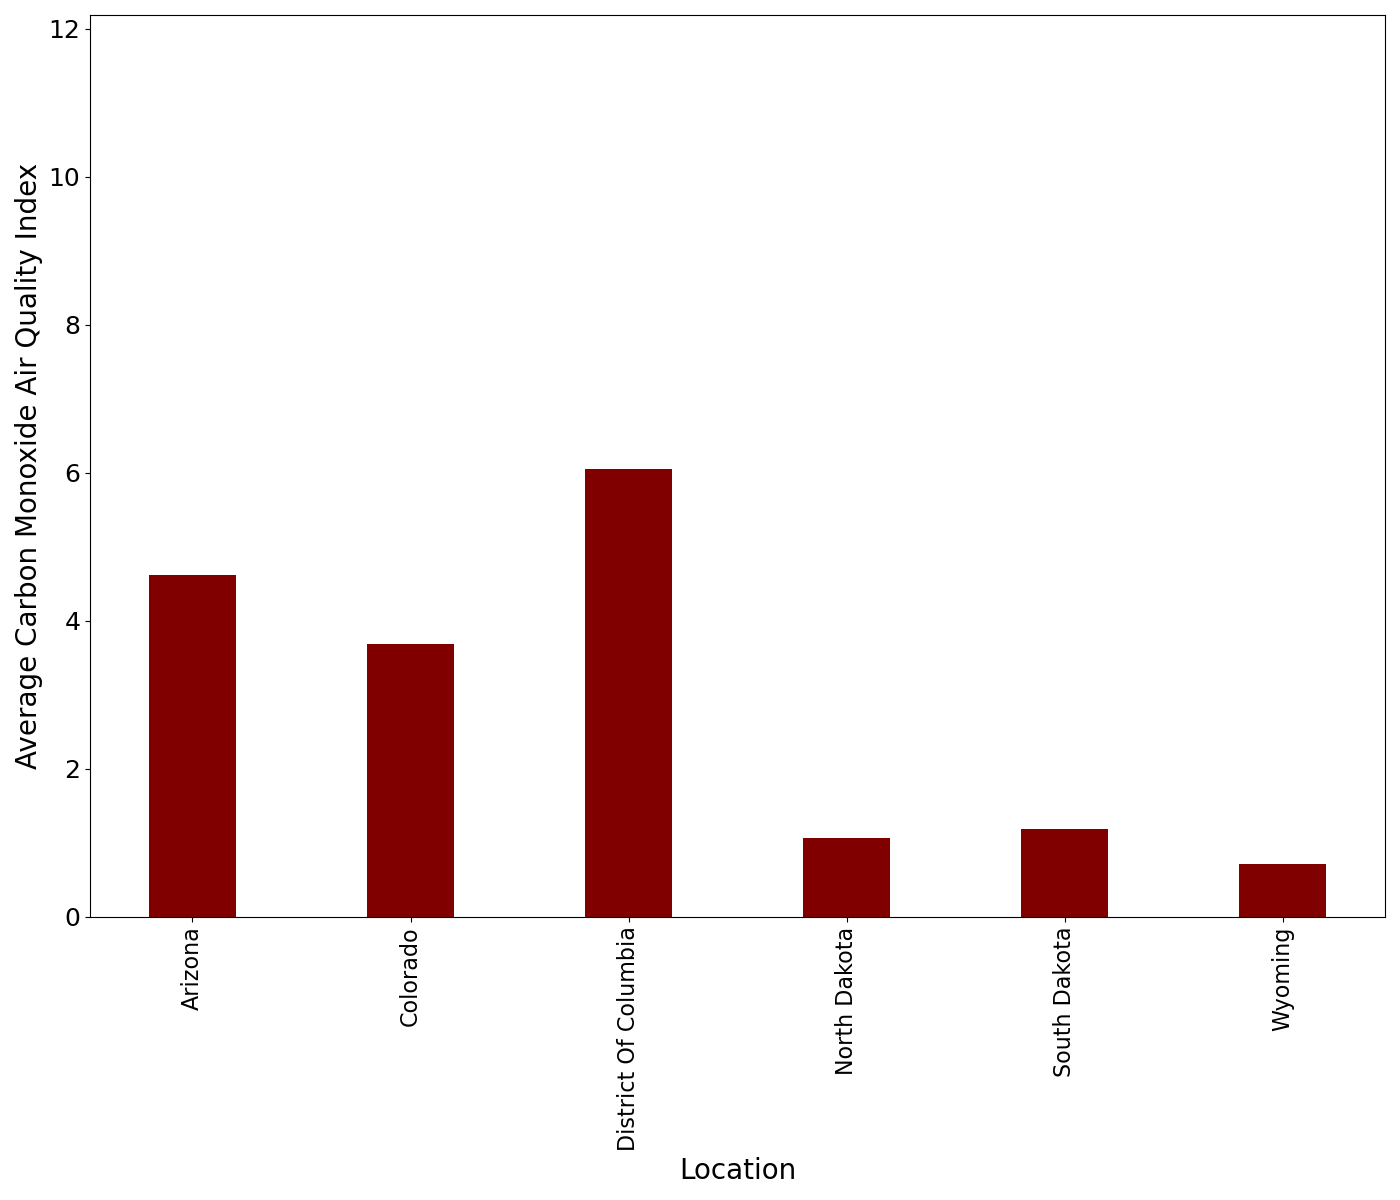 Average Carbon Monoxide Air Quality Index
12
10
8
6
4
2
0
Arizona
Colorado
District Of Columbia
North Dakota
South Dakota
Wyoming
Location